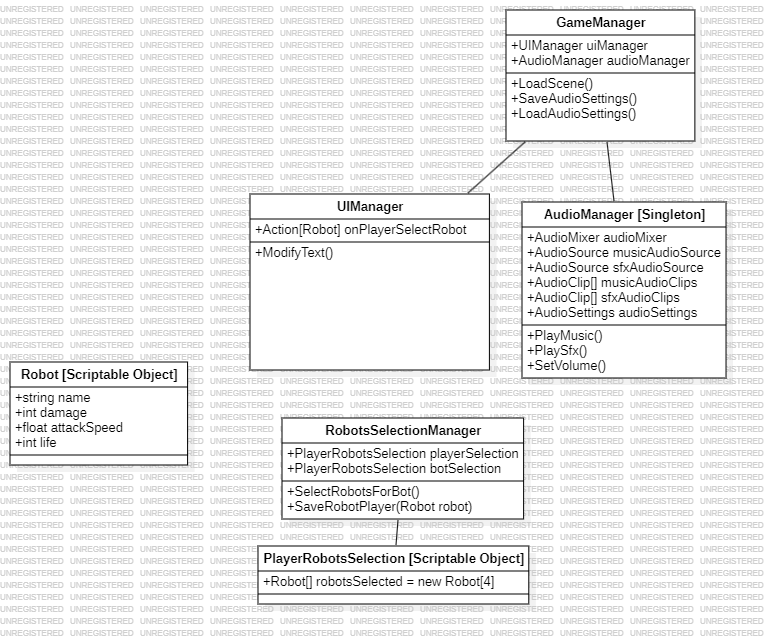 GameManager
+UIManager uiManager
+AudioManager audioManager
+LoadScene()
+SaveAudioSettings()
+LoadAudioSettings()
UIManager
+Action[Robot] onPlayerSelectRobot
+ModifyText()
AudioManager [Singleton]
+AudioMixer audioMixer
+AudioSource musicAudioSource
+AudioSource sfxAudioSource
+AudioClip[] musicAudioClips
+AudioClip[] sfxAudioClips
+AudioSettings audioSettings
+PlayMusic()
+PlaySfx()
+SetVolume()
Robot [Scriptable Object]
+string name
+int damage
+float attackSpeed
+int life
RobotsSelectionManager
+PlayerRobotsSelection playerSelection
+PlayerRobotsSelection botSelection
+SelectRobotsForBot()
+SaveRobotPlayer(Robot robot)
PlayerRobotsSelection [Scriptable Object]
+Robot[] robotsSelected = new Robot[4]
UNREGISTERED